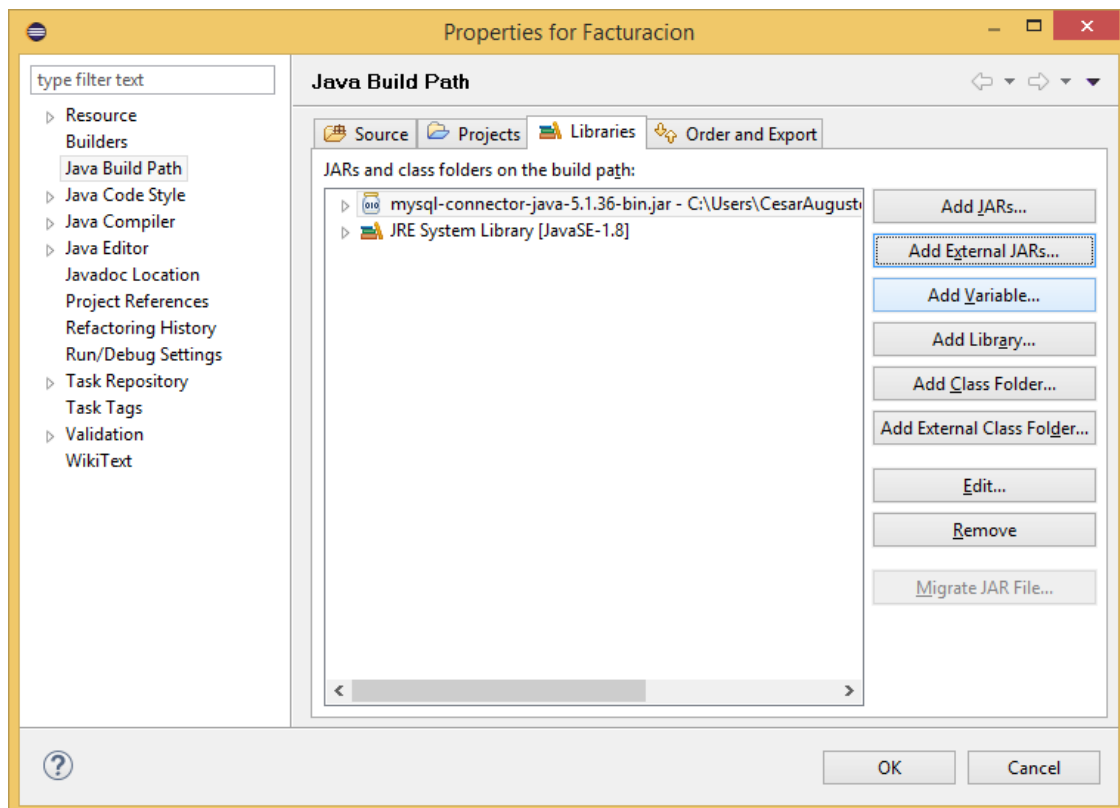 Properties for Facturacion
type filter text
Resource
Builders
Java Build Path
Java Code Style
Java Compiler
Java Editor
Javadoc Location
Project References
Refactoring History
Run/Debug Settings
Task Repository
Task Tags
Validation
WikiText
Java Build Path
Source
Projects
Libraries
Order and Export
JARs and class folders on the build path:
mysql-connector-java-5.1.36-bin.jar - C:\Users\CesarAugust
JRE System Library [JavaSE-1.8]
Add JARs...
Add External JARs...
Add Variable...
Add Library...
Add Class Folder...
Add External Class Folder...
Edit...
Remove
Migrate JAR File...
OK
Cancel